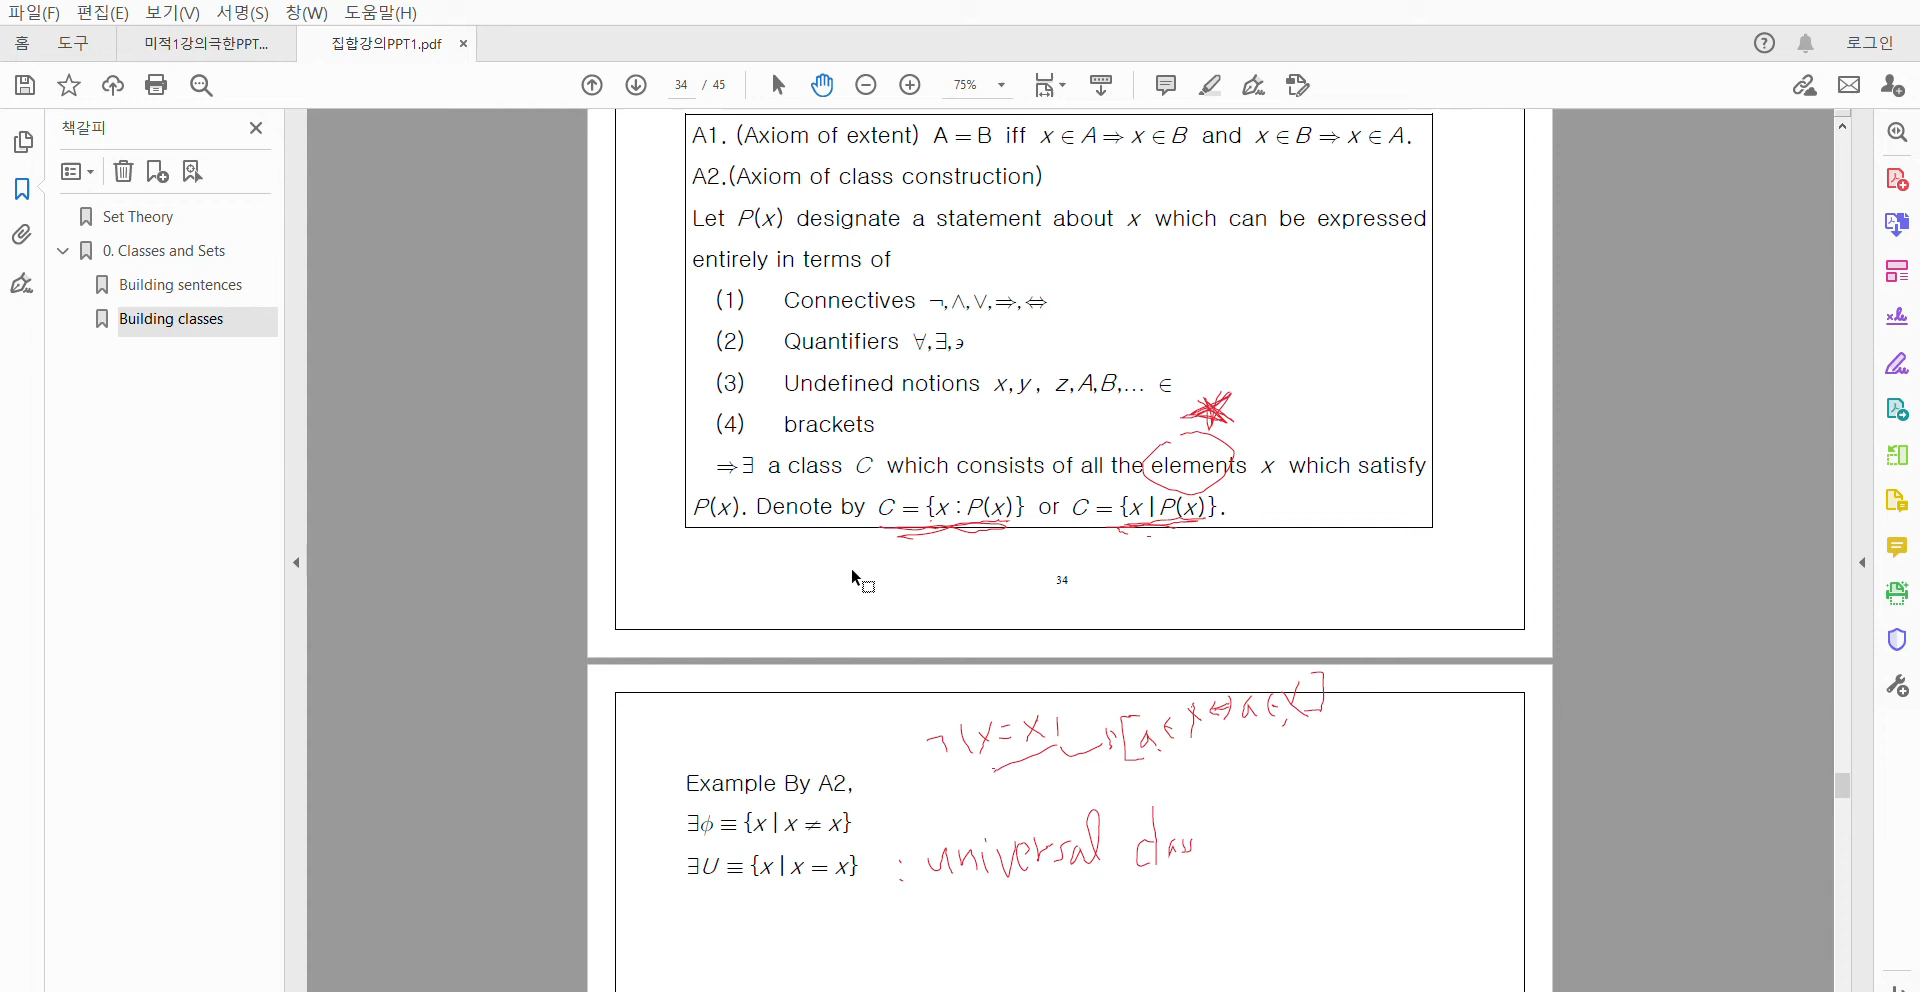 파일(F) 편집(E) 보기(V) 서명(S) 창(W) 도움말(H)
홈 도구 미적1강의극한PPT... 집합강의PPT1.pdf × 로그인
34 / 45 75%
책갈피
Set Theory
0. Classes and Sets
Building sentences
Building classes
A1. (Axiom of extent) A = B iff x ∈ A ⇒ x ∈ B and x ∈ B ⇒ x ∈ A.
A2.(Axiom of class construction)
Let P(x) designate a statement about x which can be expressed
entirely in terms of
(1) Connectives ¬,∧,∨,⇒,⇔
(2) Quantifiers ∀,∃,϶
(3) Undefined notions x,y, z,A,B,... ∈
(4) brackets
⇒∃ a class C which consists of all the elements x which satisfy
P(x). Denote by C = {x : P(x)} or C = {x | P(x)}.
34
Example By A2,
∃ϕ ≡ {x | x ≠ x}
∃U ≡ {x | x = x} : universal class